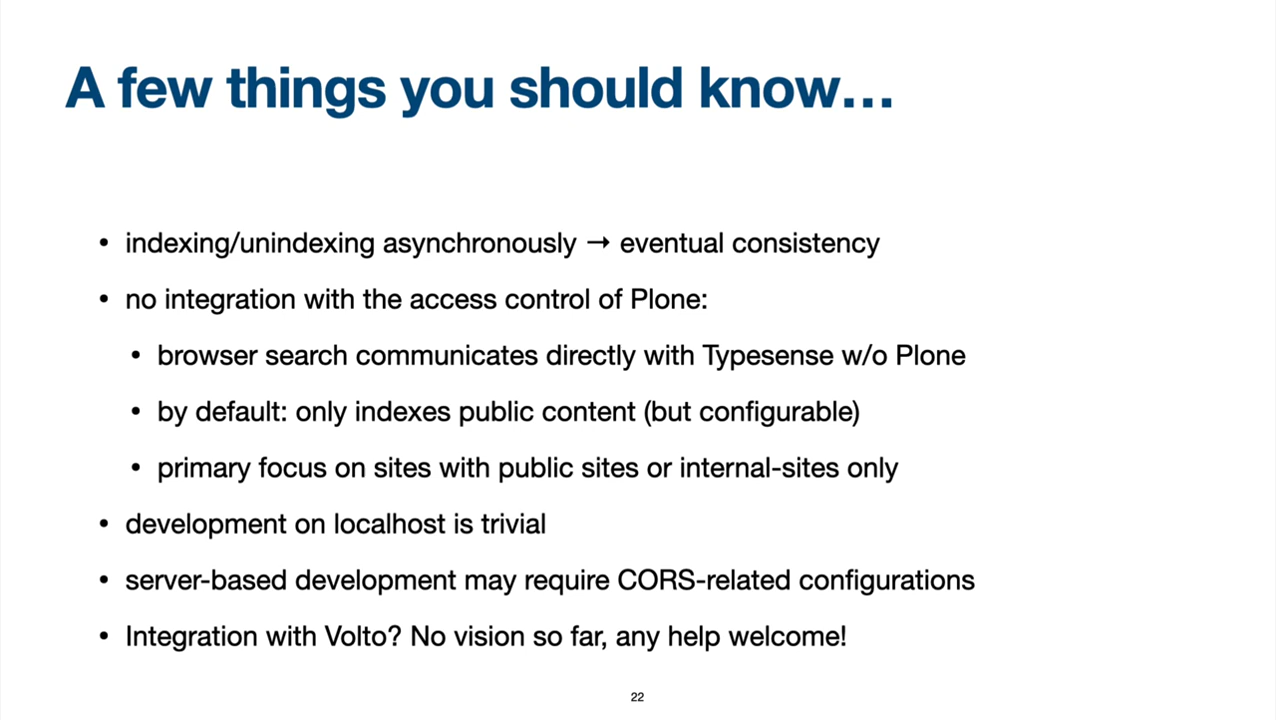 A few things you should know…
• indexing/unindexing asynchronously → eventual consistency
• no integration with the access control of Plone:
• browser search communicates directly with Typesense w/o Plone
• by default: only indexes public content (but configurable)
• primary focus on sites with public sites or internal-sites only
• development on localhost is trivial
• server-based development may require CORS-related configurations
• Integration with Volto? No vision so far, any help welcome!
22